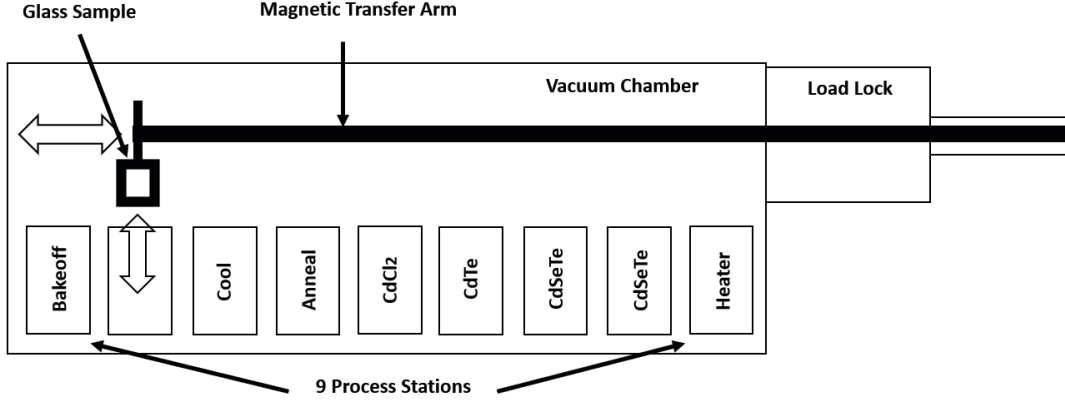 Glass Sample
Magnetic Transfer Arm
Vacuum Chamber
Load Lock
Bakeoff
Cool
Anneal
CdCl2
CdTe
CdSeTe
CdSeTe
Heater
9 Process Stations